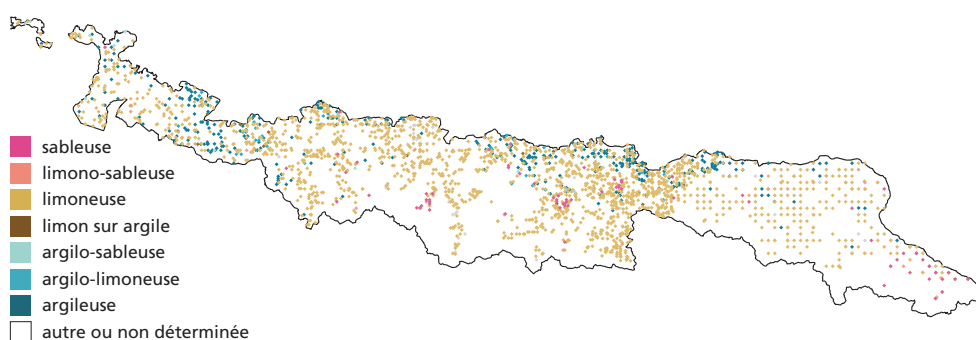 sableuse
limono-sableuse
limoneuse
limon sur argile
argilo-sableuse
argilo-limoneuse
argileuse
autre ou non déterminée